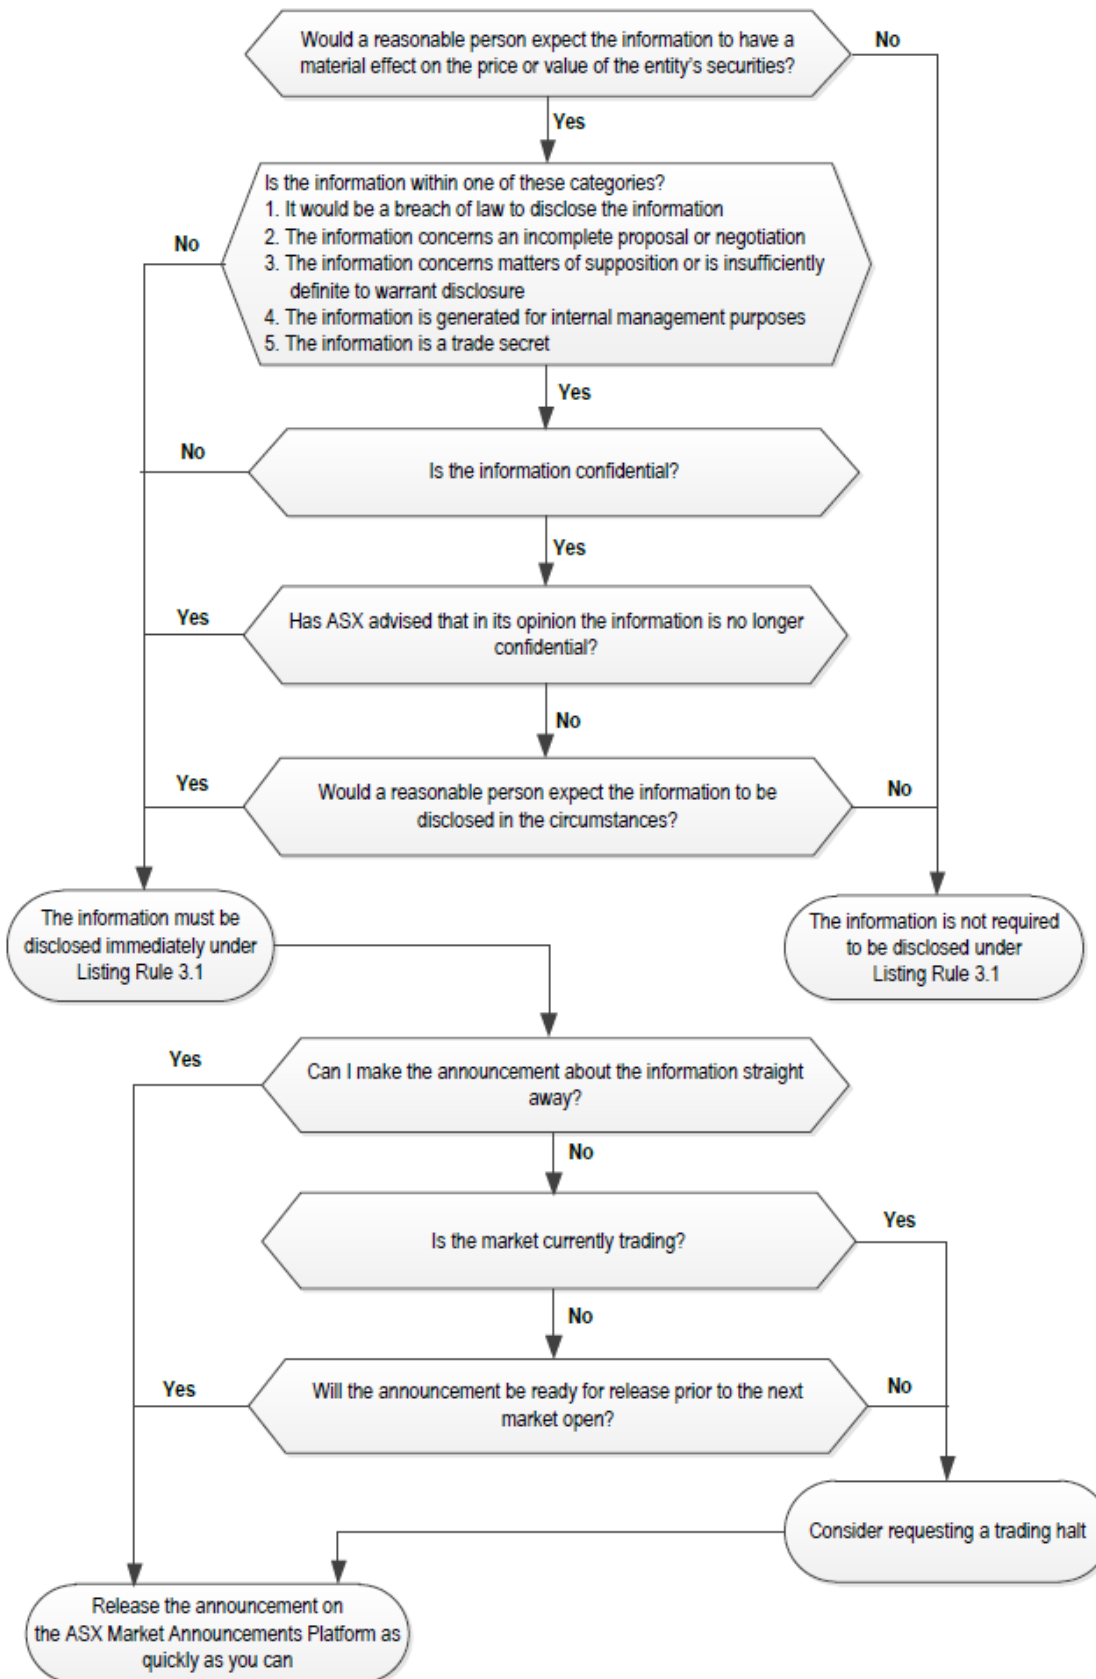 Would a reasonable person expect the information to have a
material effect on the price or value of the entity's securities?
No
Yes
Is the information within one of these categories?
1. It would be a breach of law to disclose the information
2. The information concerns an incomplete proposal or negotiation
3. The information concerns matters of supposition or is insufficiently
definite to warrant disclosure
4. The information is generated for internal management purposes
5. The information is a trade secret
No
Yes
No
Is the information confidential?
Yes
Yes
Has ASX advised that in its opinion the information is no longer
confidential?
No
Yes
Would a reasonable person expect the information to be
disclosed in the circumstances?
No
The information must be
disclosed immediately under
Listing Rule 3.1
The information is not required
to be disclosed under
Listing Rule 3.1
Yes
Can I make the announcement about the information straight
away?
No
Is the market currently trading?
Yes
No
Yes
Will the announcement be ready for release prior to the next
market open?
No
Consider requesting a trading halt
Release the announcement on
the ASX Market Announcements Platform as
quickly as you can